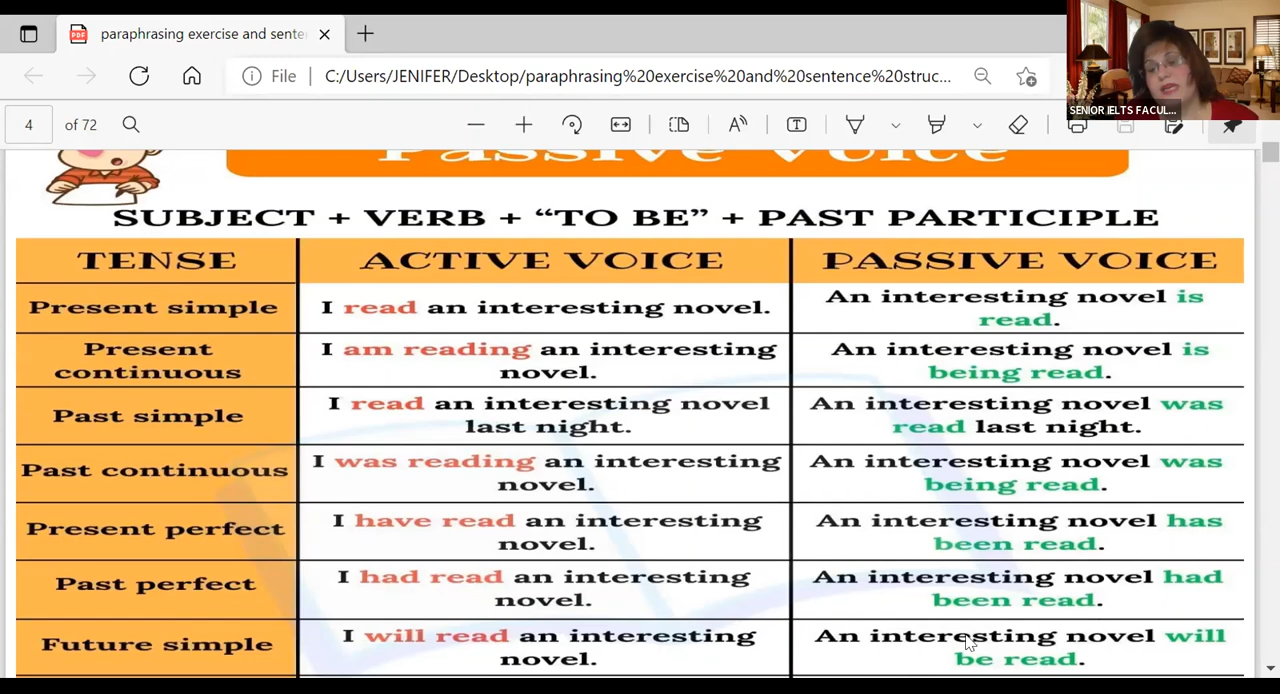 paraphrasing exercise and sente
File
C:/Users/JENIFER/Desktop/paraphrasing%20exercise%20and%20sentence%20struc...
SENIOR IELTS FACUL...
4 of 72
Passive Voice
SUBJECT + VERB + “TO BE” + PAST PARTICIPLE
TENSE
ACTIVE VOICE
PASSIVE VOICE
Present simple
I read an interesting novel.
An interesting novel is
read.
Present
continuous
I am reading an interesting
novel.
An interesting novel is
being read.
Past simple
I read an interesting novel
last night.
An interesting novel was
read last night.
Past continuous
I was reading an interesting
novel.
An interesting novel was
being read.
Present perfect
I have read an interesting
novel.
An interesting novel has
been read.
Past perfect
I had read an interesting
novel.
An interesting novel had
been read.
Future simple
I will read an interesting
novel.
An interesting novel will
be read.